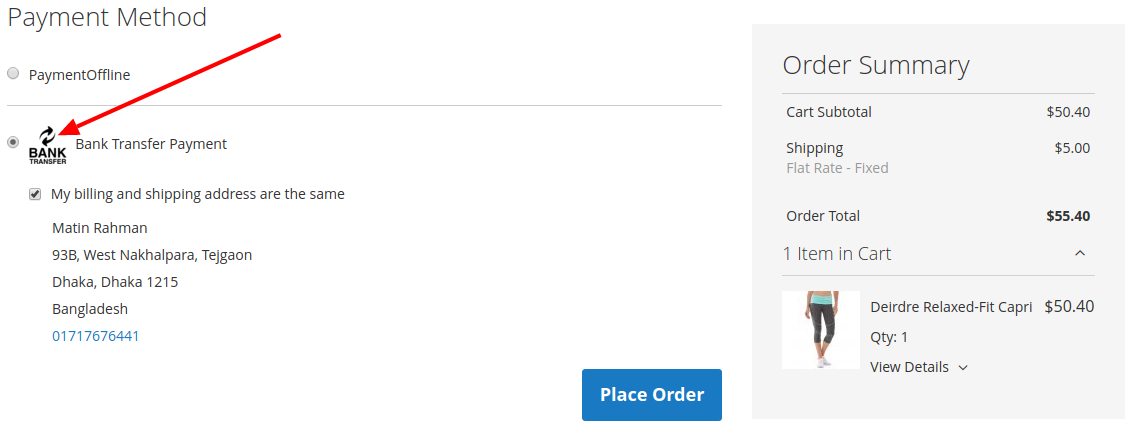 Payment Method
PaymentOffline
BANK
TRANSFER
Bank Transfer Payment
My billing and shipping address are the same
Matin Rahman
93B, West Nakhalpara, Tejgaon
Dhaka, Dhaka 1215
Bangladesh
01717676441
Place Order
Order Summary
Cart Subtotal $50.40
Shipping $5.00
Flat Rate - Fixed
Order Total $55.40
1 Item in Cart
Deirdre Relaxed-Fit Capri $50.40
Qty: 1
View Details